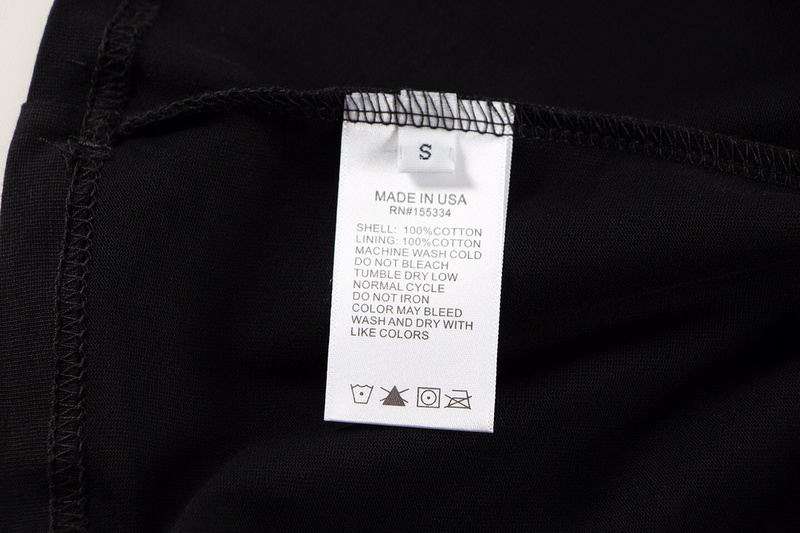 S
MADE IN USA
RN#155334
SHELL: 100%COTTON
LINING: 100%COTTON
MACHINE WASH COLD
DO NOT BLEACH
TUMBLE DRY LOW
NORMAL CYCLE
DO NOT IRON
COLOR MAY BLEED
WASH AND DRY WITH
LIKE COLORS